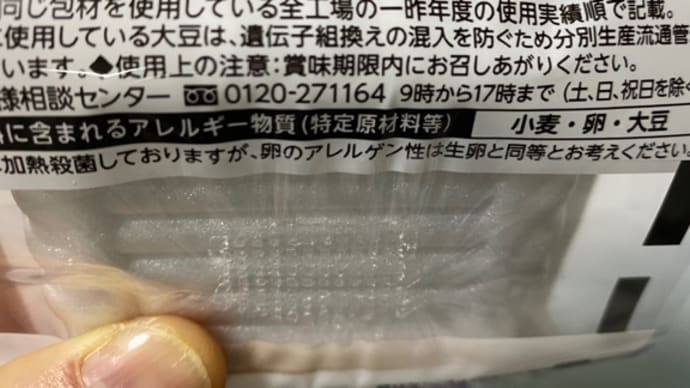 同じ包材を使用している全工場の一昨年度の使用実績順で記載。
使用している大豆は、遺伝子組換えの混入を防ぐため分別生産流通管
います。◆使用上の注意:賞味期限内にお召しあがりください。
様相談センター 0120-271164 9時から17時まで(土、日、祝日を除く
に含まれるアレルギー物質(特定原材料等) 小麦・卵・大豆
加熱殺菌しておりますが、卵のアレルゲン性は生卵と同等とお考えください。